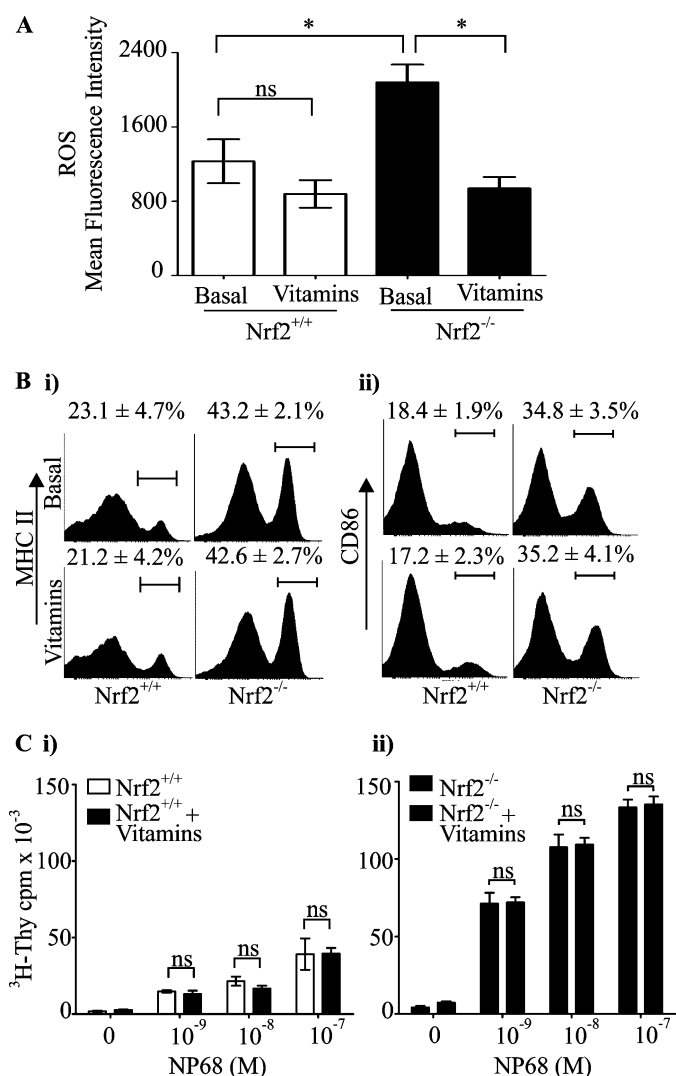 A
ROS
Mean Fluorescence Intensity
2400
1600
800
0
*
*
ns
Basal
Vitamins
Basal
Vitamins
Nrf2+/+
Nrf2-/-
B i)
ii)
23.1 ± 4.7%
43.2 ± 2.1%
18.4 ± 1.9%
34.8 ± 3.5%
MHC II
Basal
CD86
21.2 ± 4.2%
42.6 ± 2.7%
17.2 ± 2.3%
35.2 ± 4.1%
Vitamins
Nrf2+/+
Nrf2-/-
Nrf2+/+
Nrf2-/-
C i)
150
100
50
0
3H-Thy cpm x 10-3
Nrf2+/+
Nrf2+/+ +
Vitamins
ns
ns
ns
0
10-9
10-8
10-7
NP68 (M)
ii)
150
100
50
0
Nrf2-/-
Nrf2-/- +
Vitamins
ns
ns
ns
0
10-9
10-8
10-7
NP68 (M)